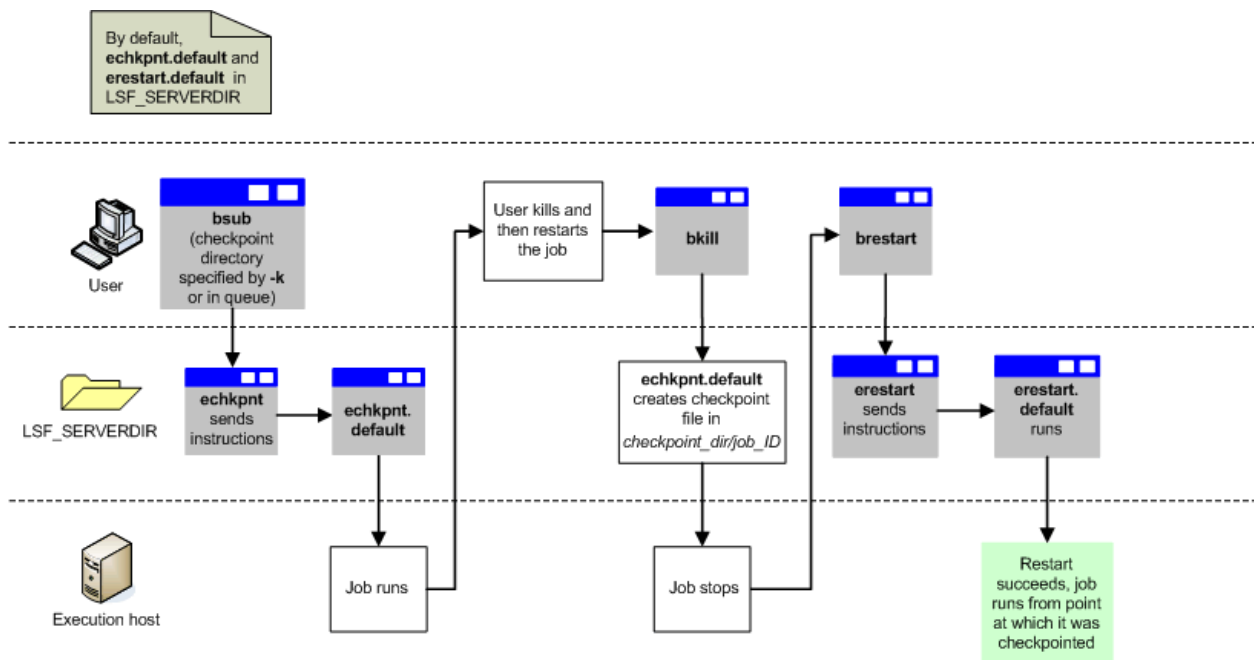 By default,
echkpnt.default and
erestart.default in
LSF_SERVERDIR
User
bsub
(checkpoint
directory
specified by -k
or in queue)
User kills and
then restarts
the job
bkill
brestart
LSF_SERVERDIR
echkpnt
sends
instructions
echkpnt.
default
echkpnt.default
creates checkpoint
file in
checkpoint_dir/job_ID
erestart
sends
instructions
erestart.
default
runs
Execution host
Job runs
Job stops
Restart
succeeds, job
runs from point
at which it was
checkpointed